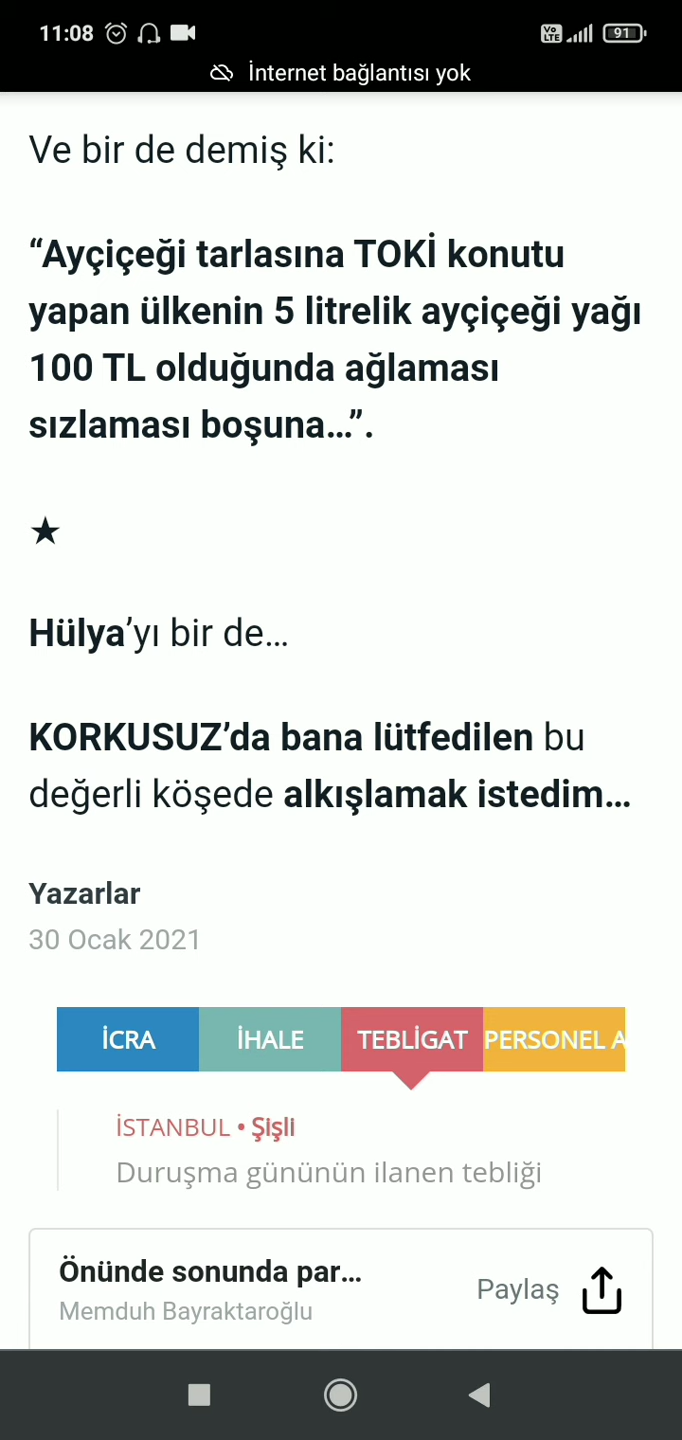 11:08 Vo LTE 91
İnternet bağlantısı yok
Ve bir de demiş ki:
“Ayçiçeği tarlasına TOKİ konutu
yapan ülkenin 5 litrelik ayçiçeği yağı
100 TL olduğunda ağlaması
sızlaması boşuna…”.
★
Hülya’yı bir de…
KORKUSUZ’da bana lütfedilen bu
değerli köşede alkışlamak istedim…
Yazarlar
30 Ocak 2021
İCRA İHALE TEBLİGAT PERSONEL A
İSTANBUL • Şişli
Duruşma gününün ilanen tebliği
Önünde sonunda par...
Memduh Bayraktaroğlu
Paylaş